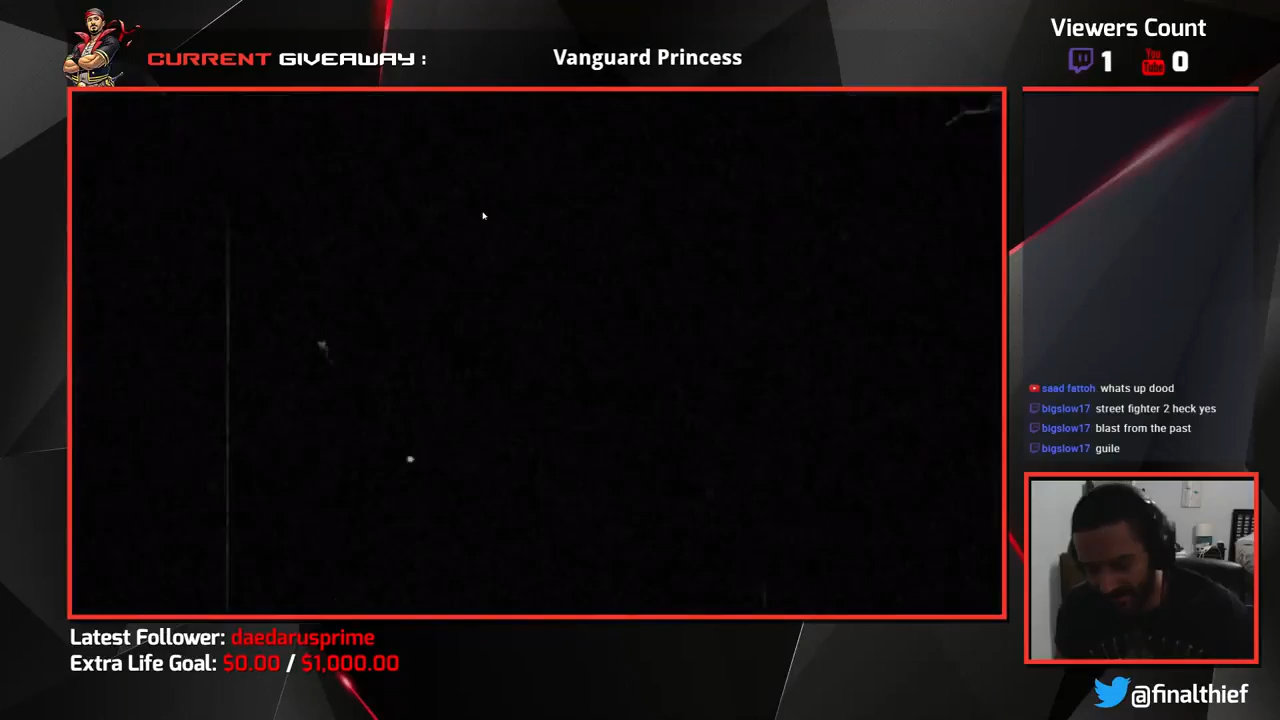 Viewers Count
CURRENT GIVEAWAY :
Vanguard Princess
1
You Tube 0
saad fattoh whats up dood
bigslow17 street fighter 2 heck yes
bigslow17 blast from the past
bigslow17 guile
Latest Follower: daedarusprime
Extra Life Goal: $0.00 / $1,000.00
@finalthief